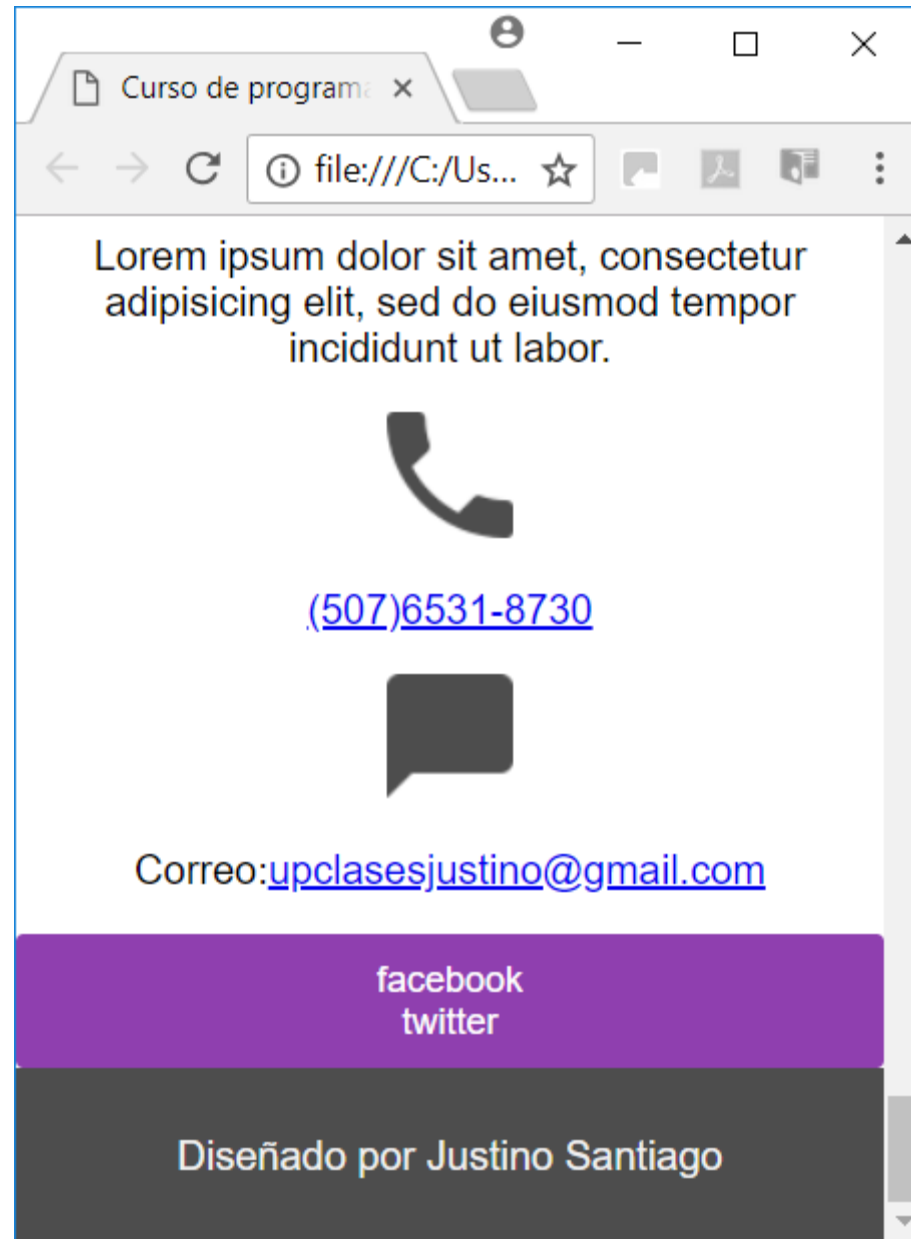 Curso de programa
file:///C:/Us...
Lorem ipsum dolor sit amet, consectetur
adipisicing elit, sed do eiusmod tempor
incididunt ut labor.
(507)6531-8730
Correo:upclasesjustino@gmail.com
facebook
twitter
Diseñado por Justino Santiago